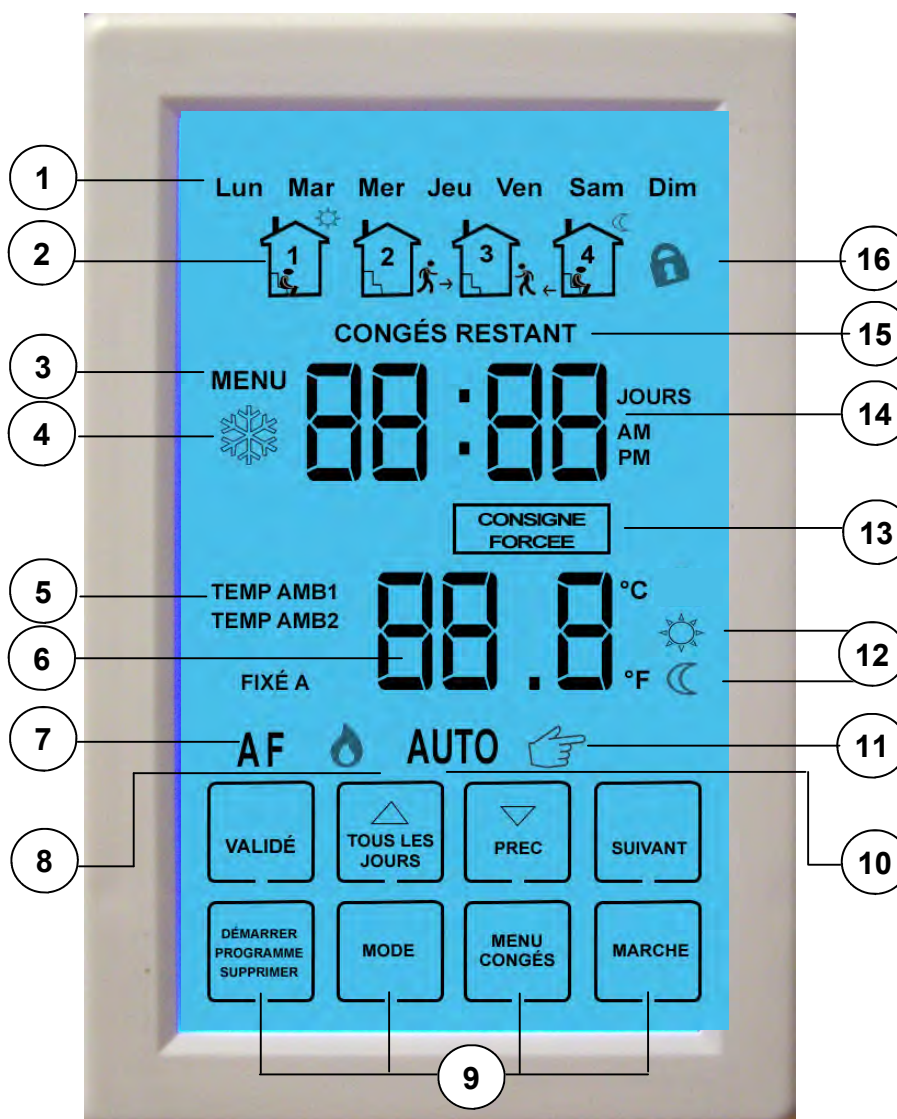 1
Lun Mar Mer Jeu Ven Sam Dim
2
1 2 3 4
16
CONGÉS RESTANT
15
3
MENU
88:88
JOURS
14
4
AM
PM
CONSIGNE
FORCEE
13
5
TEMP AMB1
TEMP AMB2
88.8
°C
12
6
FIXÉ A
°F
7
AF
AUTO
11
8
VALIDÉ
TOUS LES
JOURS
PREC
SUIVANT
10
DÉMARRER
PROGRAMME
SUPPRIMER
MODE
MENU
CONGÉS
MARCHE
9